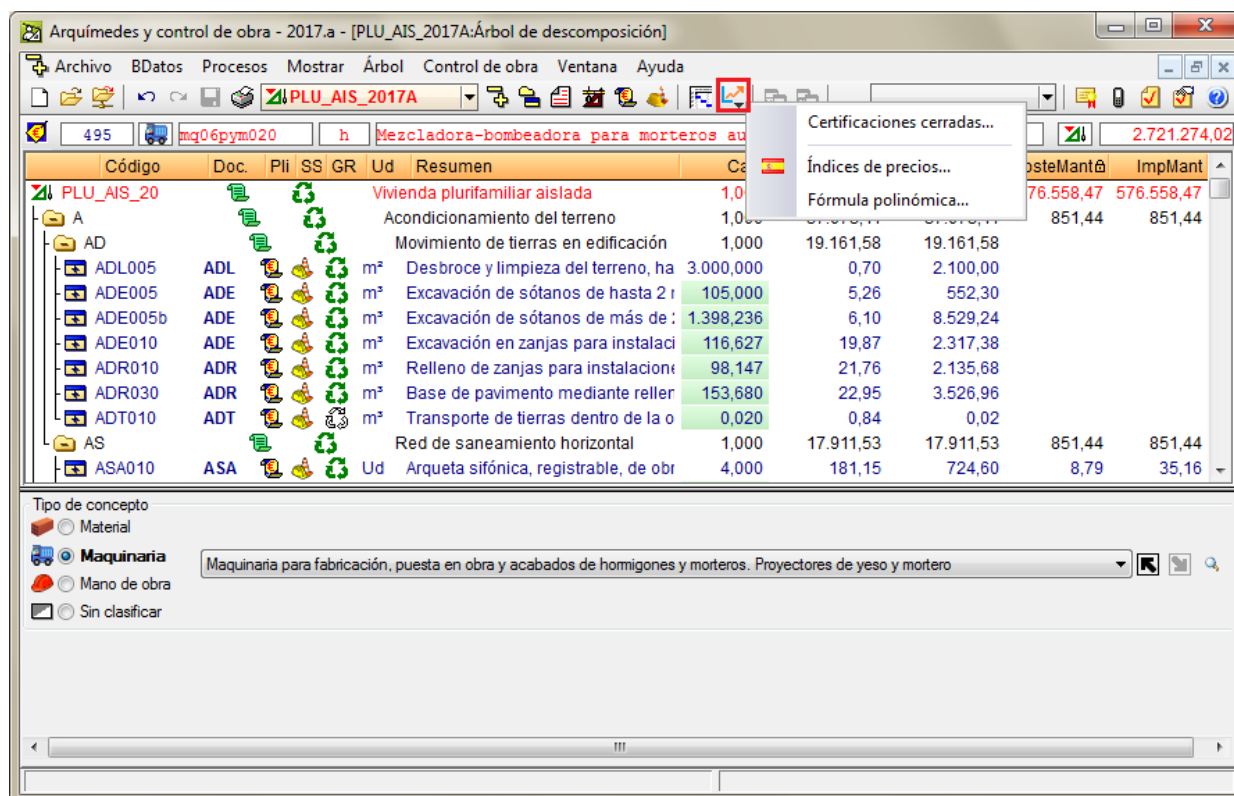 Arquímedes y control de obra - 2017.a - [PLU_AIS_2017A:Árbol de descomposición]
Archivo BDatos Procesos Mostrar Árbol Control de obra Ventana Ayuda
PLU_AIS_2017A
495 mq06pym020 h Mezcladora-bombeadora para morteros 2.721.274,02
Certificaciones cerradas...
Índices de precios...
Fórmula polinómica...
Código Doc. Pli SS GR Ud Resumen ImpMant
PLU_AIS_20 Vivienda plurifamiliar aislada 576.558,47
A Acondicionamiento del terreno 851,44 851,44
AD Movimiento de tierras en edificación 1,000 19.161,58 19.161,58
ADL005 ADL m² Desbroce y limpieza del terreno, ha 3.000,000 0,70 2.100,00
ADE005 ADE m³ Excavación de sótanos de hasta 2 105,000 5,26 552,30
ADE005b ADE m³ Excavación de sótanos de más de 1.398,236 6,10 8.529,24
ADE010 ADE m³ Excavación en zanjas para instalaci 116,627 19,87 2.317,38
ADR010 ADR m³ Relleno de zanjas para instalacione 98,147 21,76 2.135,68
ADR030 ADR m³ Base de pavimento mediante reller 153,680 22,95 3.526,96
ADT010 ADT m³ Transporte de tierras dentro de la o 0,020 0,84 0,02
AS Red de saneamiento horizontal 1,000 17.911,53 17.911,53 851,44 851,44
ASA010 ASA Ud Arqueta sifónica, registrable, de obr 4,000 181,15 724,60 8,79 35,16
Tipo de concepto
Material
Maquinaria
Maquinaria para fabricación, puesta en obra y acabados de hormigones y morteros. Proyectores de yeso y mortero
Mano de obra
Sin clasificar